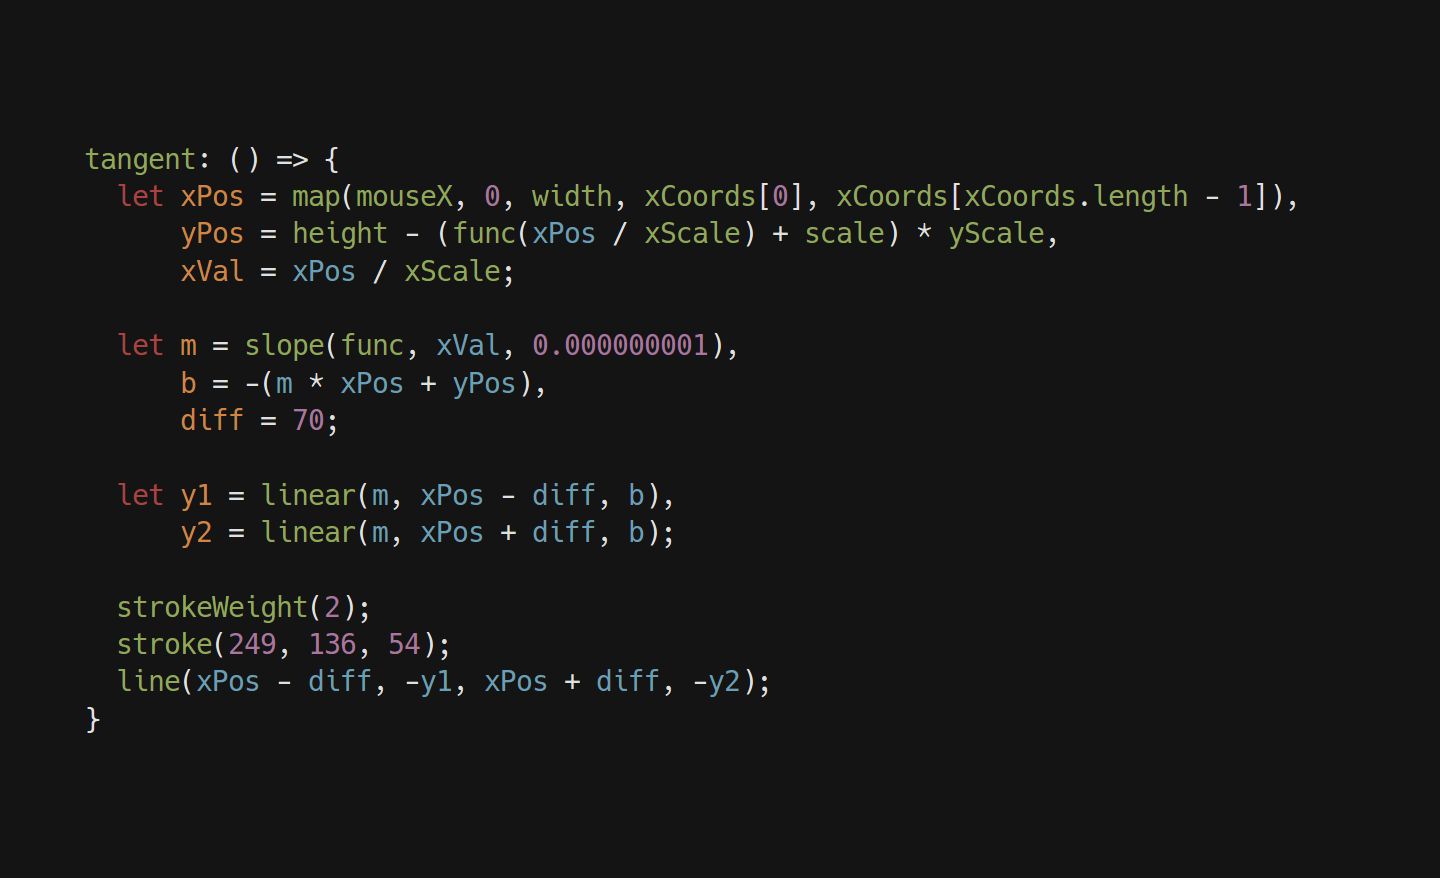 tangent: () => {
  let xPos = map(mouseX, 0, width, xCoords[0], xCoords[xCoords.length - 1]),
      yPos = height - (func(xPos / xScale) + scale) * yScale,
      xVal = xPos / xScale;

  let m = slope(func, xVal, 0.000000001),
      b = -(m * xPos + yPos),
      diff = 70;

  let y1 = linear(m, xPos - diff, b),
      y2 = linear(m, xPos + diff, b);

  strokeWeight(2);
  stroke(249, 136, 54);
  line(xPos - diff, -y1, xPos + diff, -y2);
}